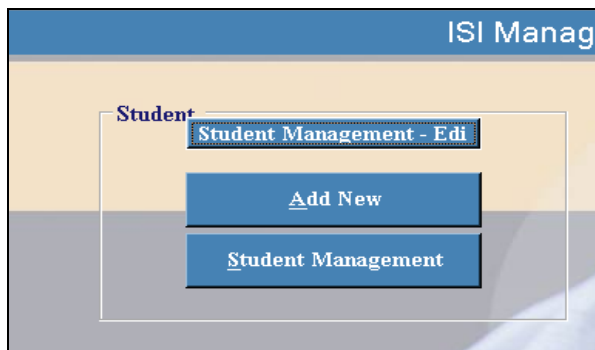 ISI Manag
Student
Student Management - Edi
Add New
Student Management